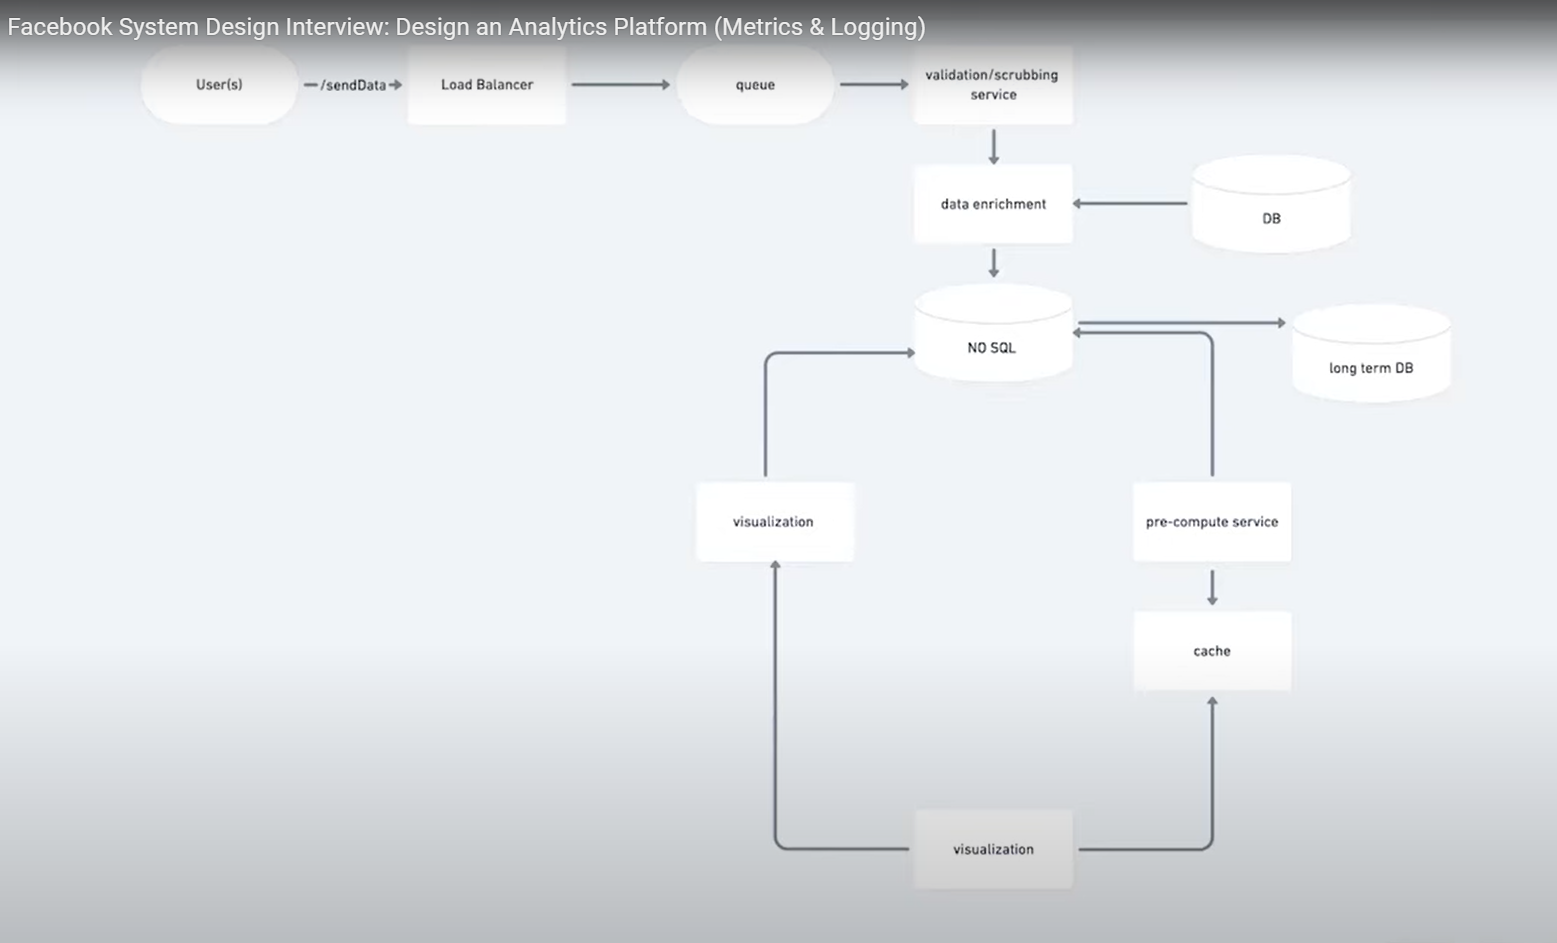 Facebook System Design Interview: Design an Analytics Platform (Metrics & Logging)
User(s)
/sendData
Load Balancer
queue
validation/scrubbing
service
data enrichment
DB
NO SQL
long term DB
visualization
pre-compute service
cache
visualization